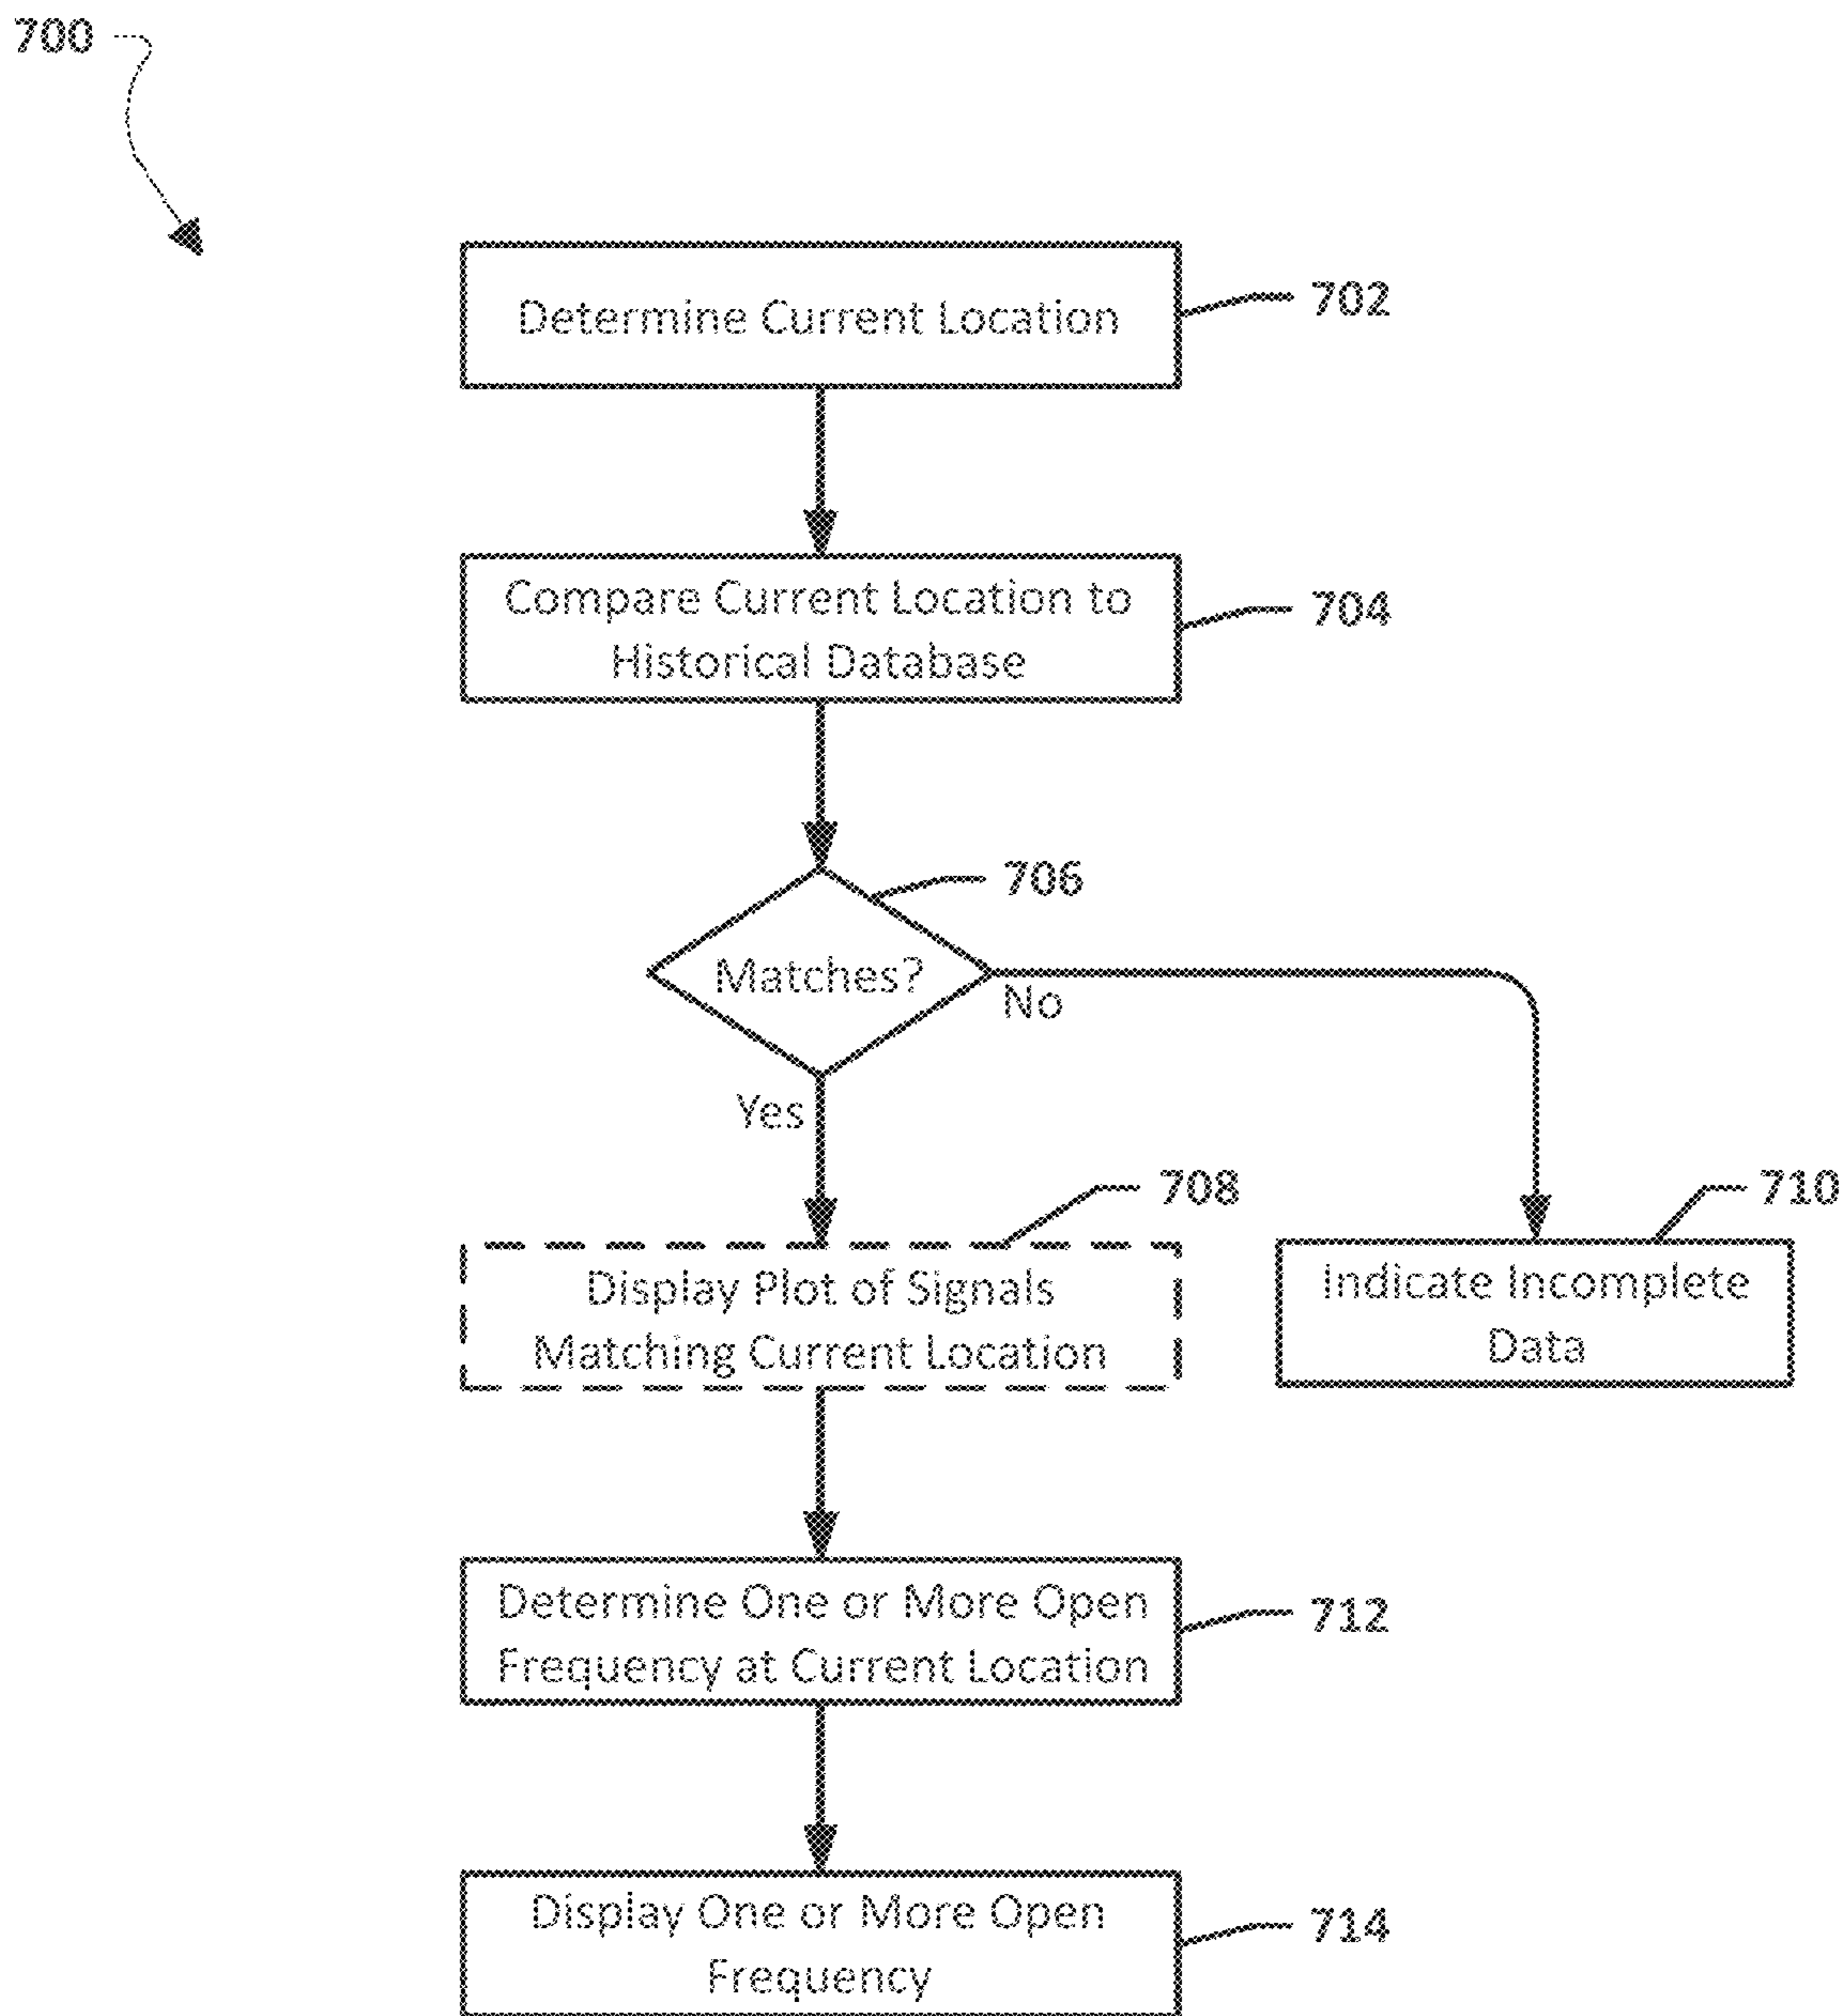 700
Determine Current Location
702
Compare Current Location to
Historical Database
704
706
Matches?
No
Yes
708
710
Display Plot of Signals
Matching Current Location
Indicate Incomplete
Data
Determine One or More Open
Frequency at Current Location
712
Display One or More Open
Frequency
714